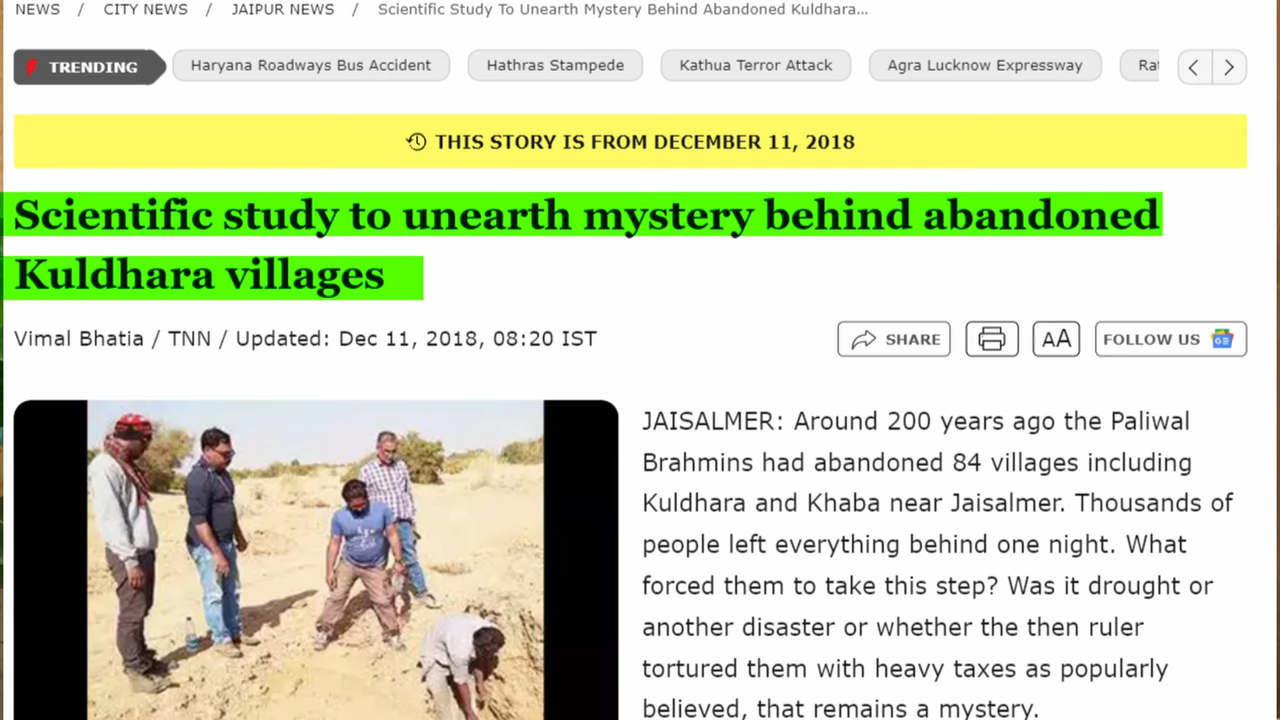 NEWS / CITY NEWS / JAIPUR NEWS / Scientific Study To Unearth Mystery Behind Abandoned Kuldhara...
TRENDING Haryana Roadways Bus Accident Hathras Stampede Kathua Terror Attack Agra Lucknow Expressway
THIS STORY IS FROM DECEMBER 11, 2018
Scientific study to unearth mystery behind abandoned
Kuldhara villages
Vimal Bhatia / TNN / Updated: Dec 11, 2018, 08:20 IST SHARE AA FOLLOW US
JAISALMER: Around 200 years ago the Paliwal
Brahmins had abandoned 84 villages including
Kuldhara and Khaba near Jaisalmer. Thousands of
people left everything behind one night. What
forced them to take this step? Was it drought or
another disaster or whether the then ruler
tortured them with heavy taxes as popularly
believed, that remains a mystery.